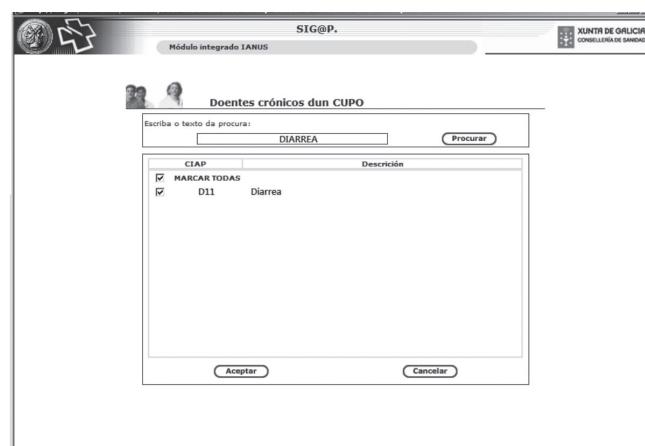 SIG@P.
Módulo integrado IANUS
XUNTA DE GALICIA
CONSELLERÍA DE SANIDAD
Doentes crónicos dun CUPO
Escriba o texto da procura:
DIARREA Procurar
CIAP Descrición
MARCAR TODAS
D11 Diarrea
Aceptar Cancelar